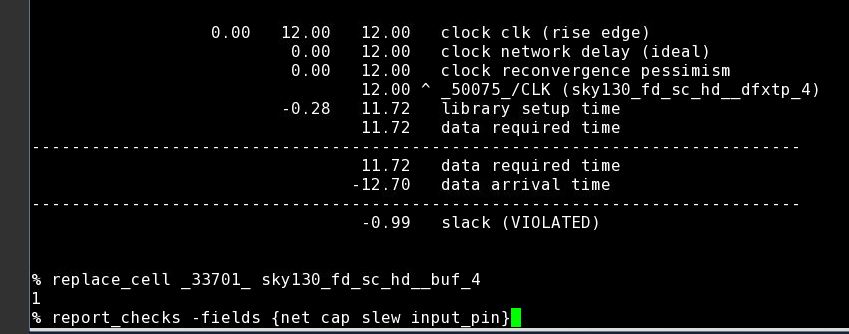 0.00 12.00 12.00 clock clk (rise edge)
0.00 12.00 clock network delay (ideal)
0.00 12.00 clock reconvergence pessimism
12.00 ^ _50075_/CLK (sky130_fd_sc_hd__dfxtp_4)
-0.28 11.72 library setup time
11.72 data required time
-----------------------------------------------------------------------------
11.72 data required time
-12.70 data arrival time
-----------------------------------------------------------------------------
-0.99 slack (VIOLATED)
% replace_cell _33701_ sky130_fd_sc_hd__buf_4
1
% report_checks -fields {net cap slew input_pin}